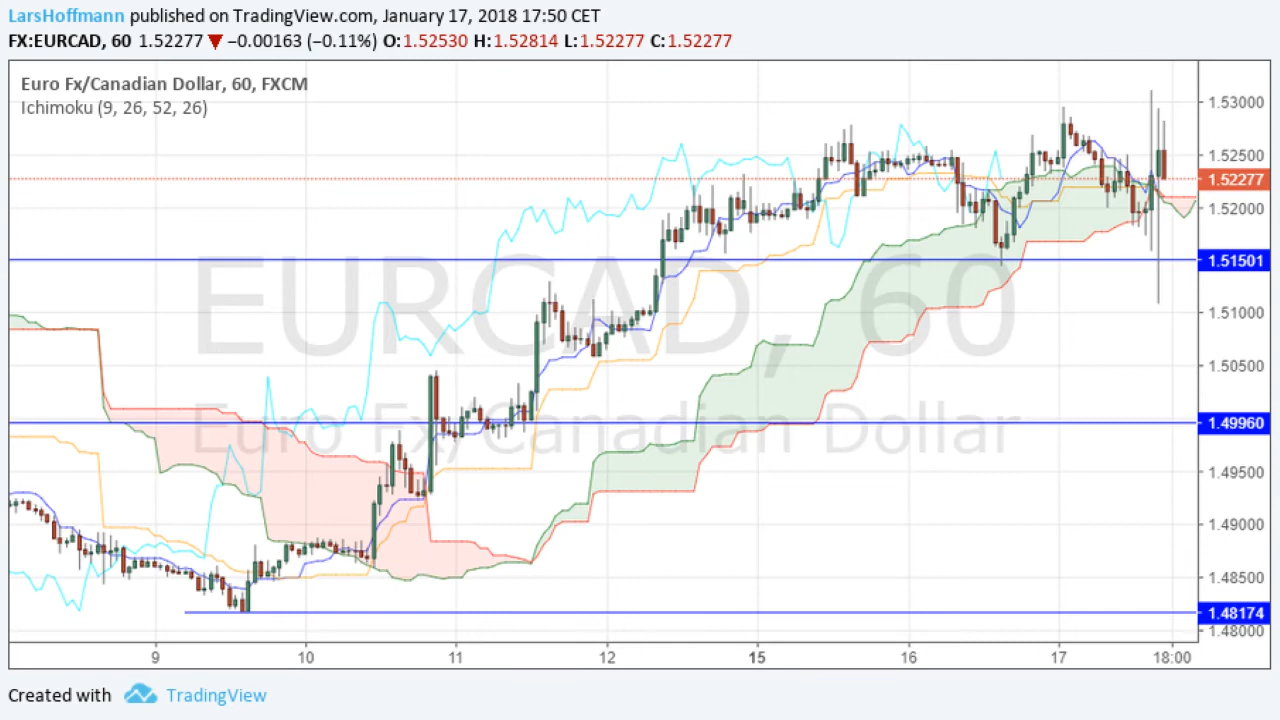 LarsHoffmann published on TradingView.com, January 17, 2018 17:50 CET
FX:EURCAD, 60 1.52277 ▼ −0.00163 (−0.11%) O:1.52530 H:1.52814 L:1.52277 C:1.52277
Euro Fx/Canadian Dollar, 60, FXCM
Ichimoku (9, 26, 52, 26)
EURCAD, 60
Euro Fx/Canadian Dollar
1.53000
1.52500
1.52277
1.52000
1.51501
1.51000
1.50500
1.49960
1.49500
1.49000
1.48500
1.48174
1.48000
9 10 11 12 15 16 17 18:00
Created with TradingView